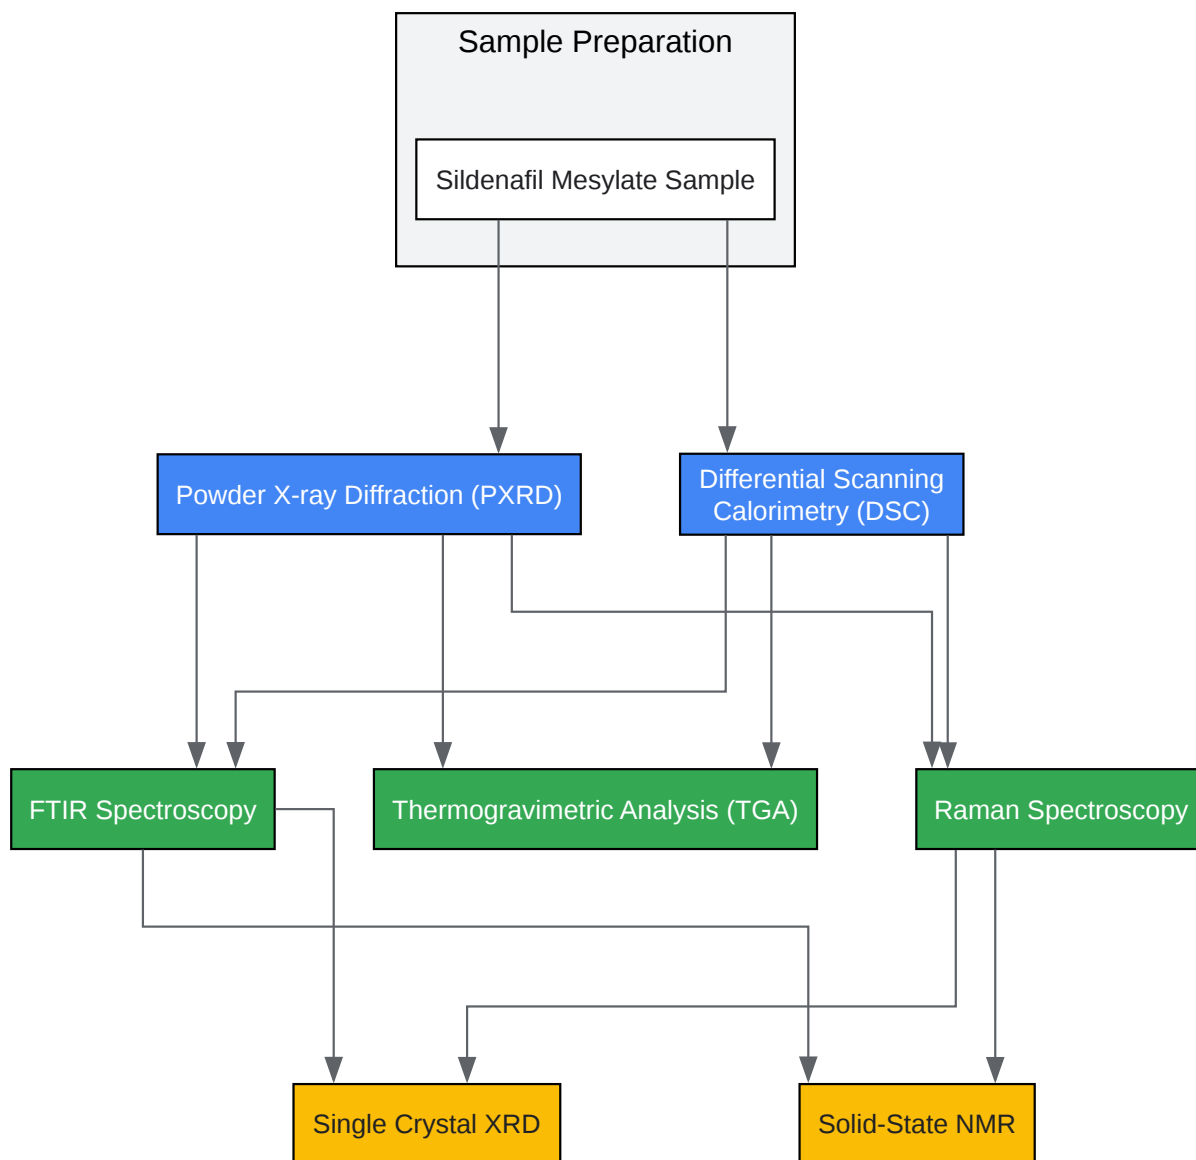 Sample Preparation
Sildenafil Mesylate Sample
Powder X-ray Diffraction (PXRD)
Differential Scanning
Calorimetry (DSC)
FTIR Spectroscopy
Thermogravimetric Analysis (TGA)
Raman Spectroscopy
Single Crystal XRD
Solid-State NMR